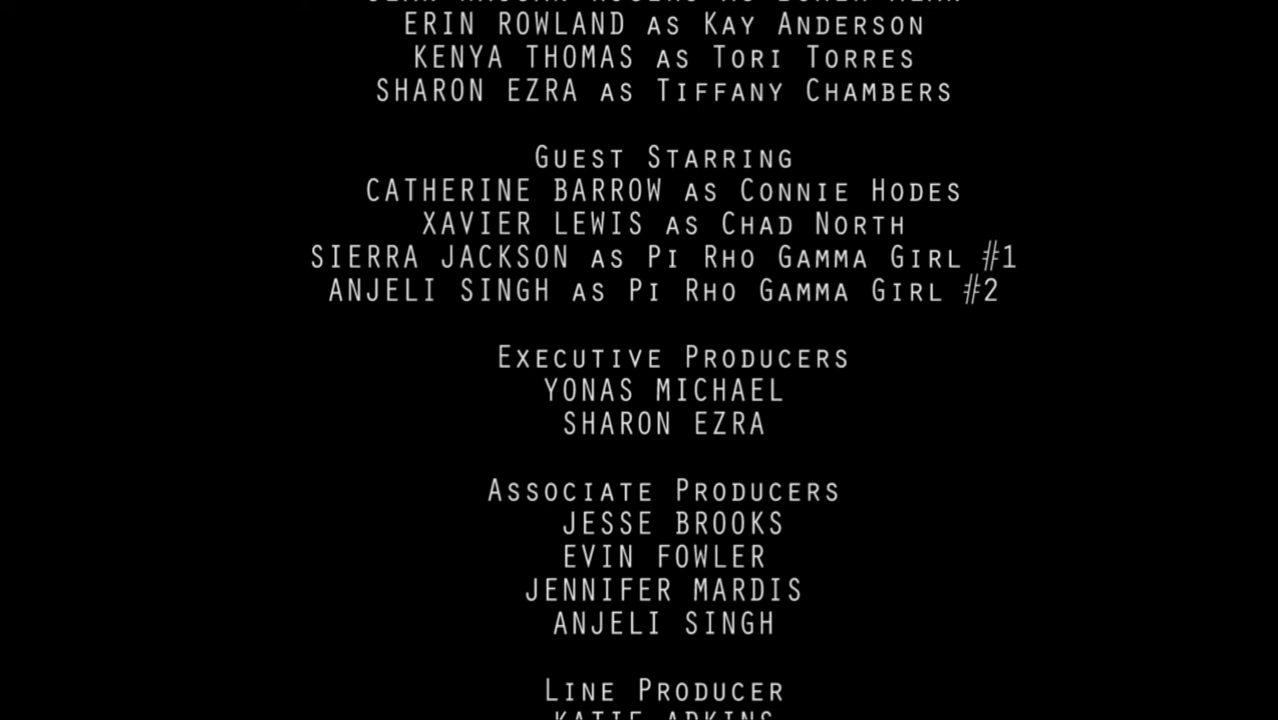 ERIN ROWLAND AS KAY ANDERSON
KENYA THOMAS AS TORI TORRES
SHARON EZRA AS TIFFANY CHAMBERS
GUEST STARRING
CATHERINE BARROW AS CONNIE HODES
XAVIER LEWIS AS CHAD NORTH
SIERRA JACKSON AS PI RHO GAMMA GIRL #1
ANJELI SINGH AS PI RHO GAMMA GIRL #2
EXECUTIVE PRODUCERS
YONAS MICHAEL
SHARON EZRA
ASSOCIATE PRODUCERS
JESSE BROOKS
EVIN FOWLER
JENNIFER MARDIS
ANJELI SINGH
LINE PRODUCER
KATIE ADKINS